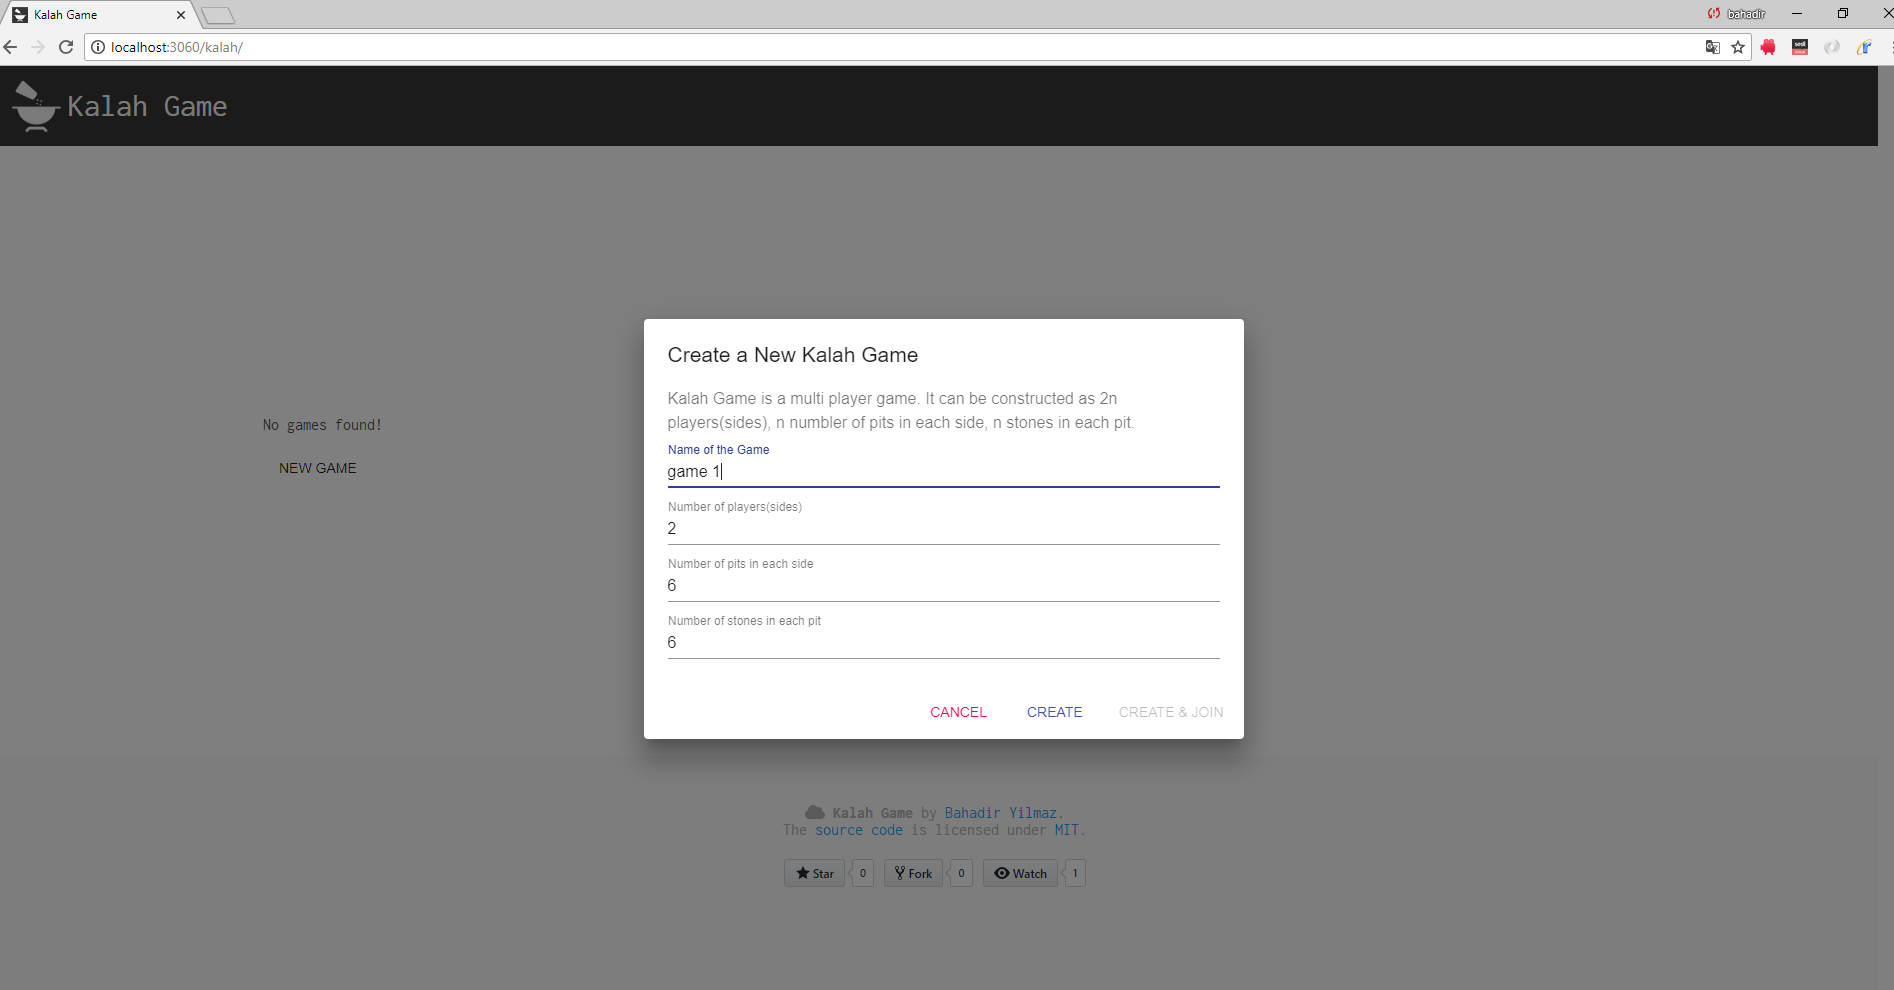 Kalah Game
bahadir
localhost:3060/kalah/
Kalah Game
No games found!
NEW GAME
Create a New Kalah Game
Kalah Game is a multi player game. It can be constructed as 2n
players(sides), n numbler of pits in each side, n stones in each pit.
Name of the Game
game 1
Number of players(sides)
2
Number of pits in each side
6
Number of stones in each pit
6
CANCEL CREATE CREATE & JOIN
Kalah Game by Bahadir Yilmaz.
The source code is licensed under MIT.
Star 0 Fork 0 Watch 1